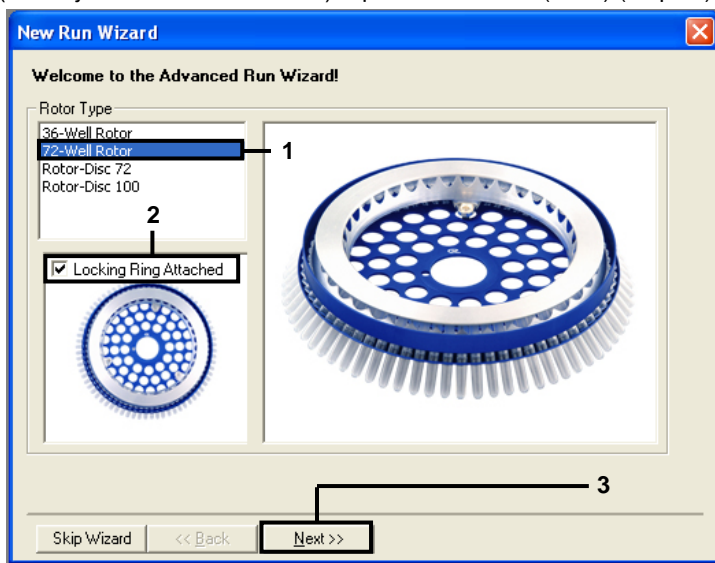 New Run Wizard
Welcome to the Advanced Run Wizard!
Rotor Type
36-Well Rotor
72-Well Rotor
Rotor-Disc 72
Rotor-Disc 100
1
2
Locking Ring Attached
3
Skip Wizard
<< Back
Next >>